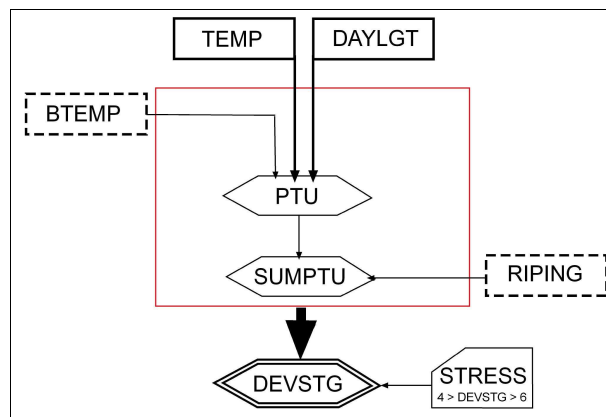 TEMP
DAYLGT
BTEMP
PTU
SUMPTU
RIPING
DEVSTG
STRESS
4 > DEVSTG > 6